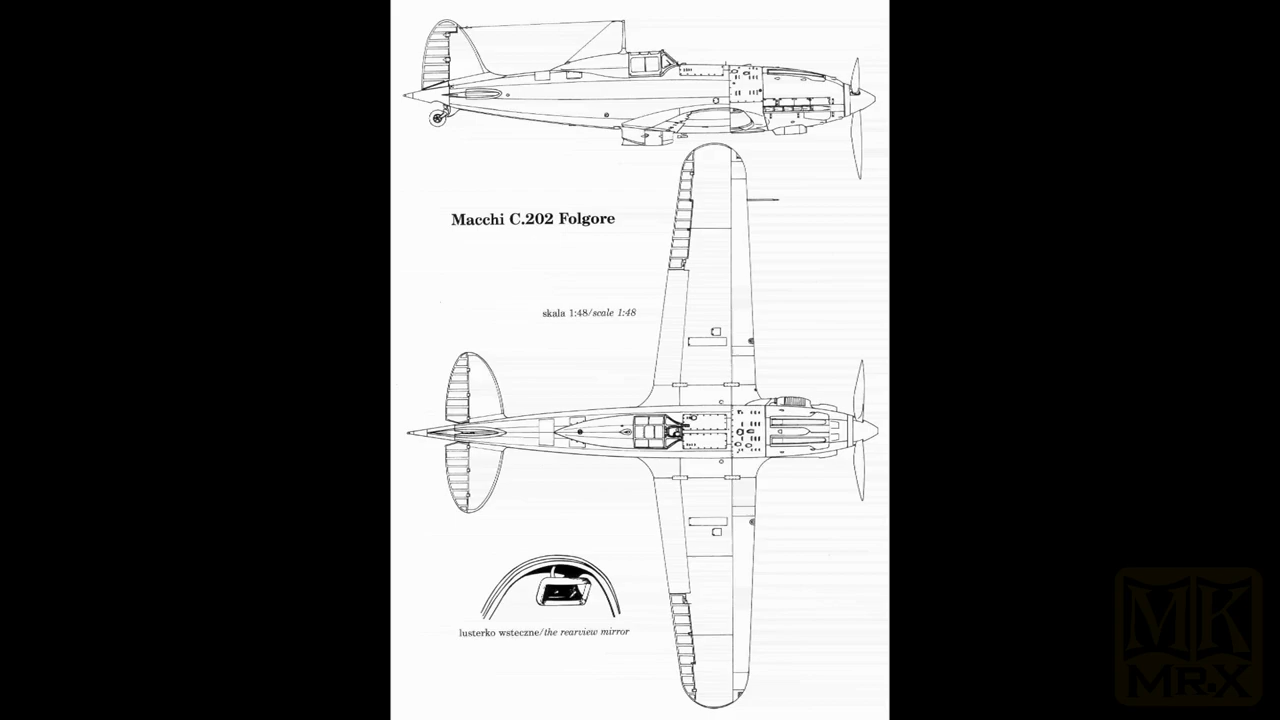 Macchi C.202 Folgore
skala 1:48/scale 1:48
lusterko wsteczne/the rearview mirror
MK
MR.X